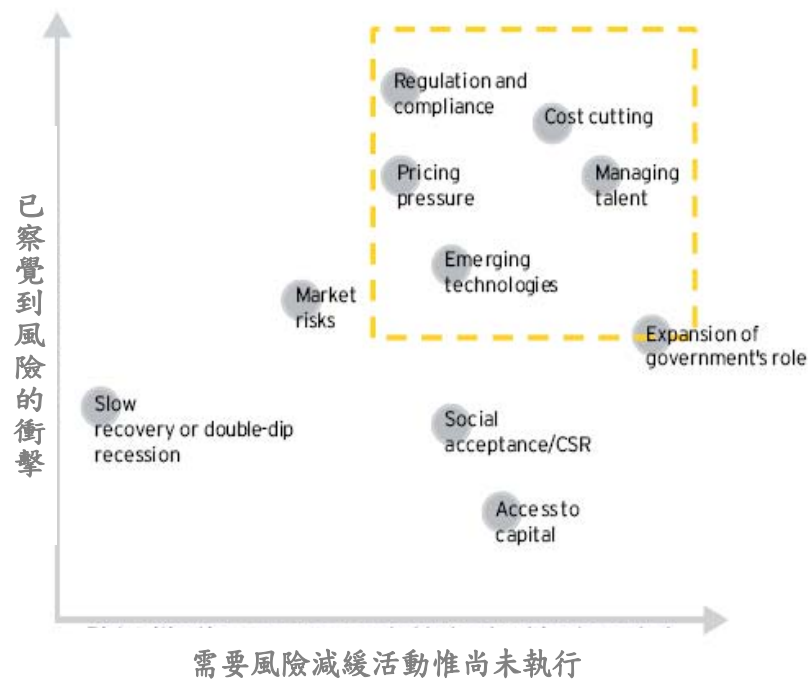 Regulation and
compliance
Cost cutting
Pricing
pressure
Managing
talent
Emerging
technologies
Market
risks
Expansion of
government's role
Slow
recovery or double-dip
recession
Social
acceptance/CSR
Access to
capital
已察覺到風險的衝擊
需要風險減緩活動惟尚未執行